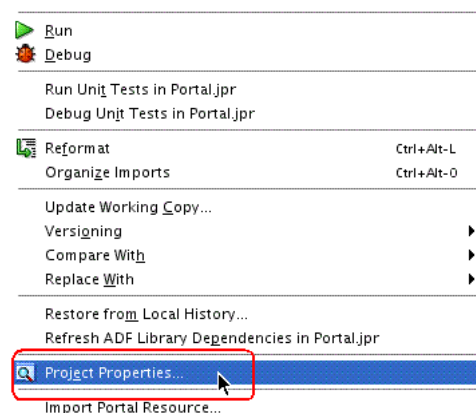 Run
Debug
Run Unit Tests in Portal.jpr
Debug Unit Tests in Portal.jpr
Reformat Ctrl+Alt-L
Organize Imports Ctrl+Alt-O
Update Working Copy...
Versioning
Compare With
Replace With
Restore from Local History...
Refresh ADF Library Dependencies in Portal.jpr
Project Properties...
Import Portal Resource...